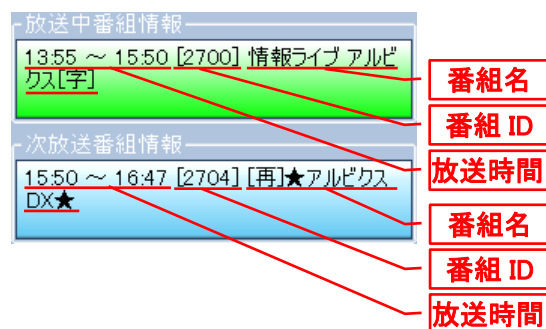 放送中番組情報
13:55 ～ 15:50 [2700] 情報ライブ アルビ
クス[字]
番組名
番組 ID
放送時間
次放送番組情報
15:50 ～ 16:47 [2704] [再]★アルビクス
DX★
番組名
番組 ID
放送時間